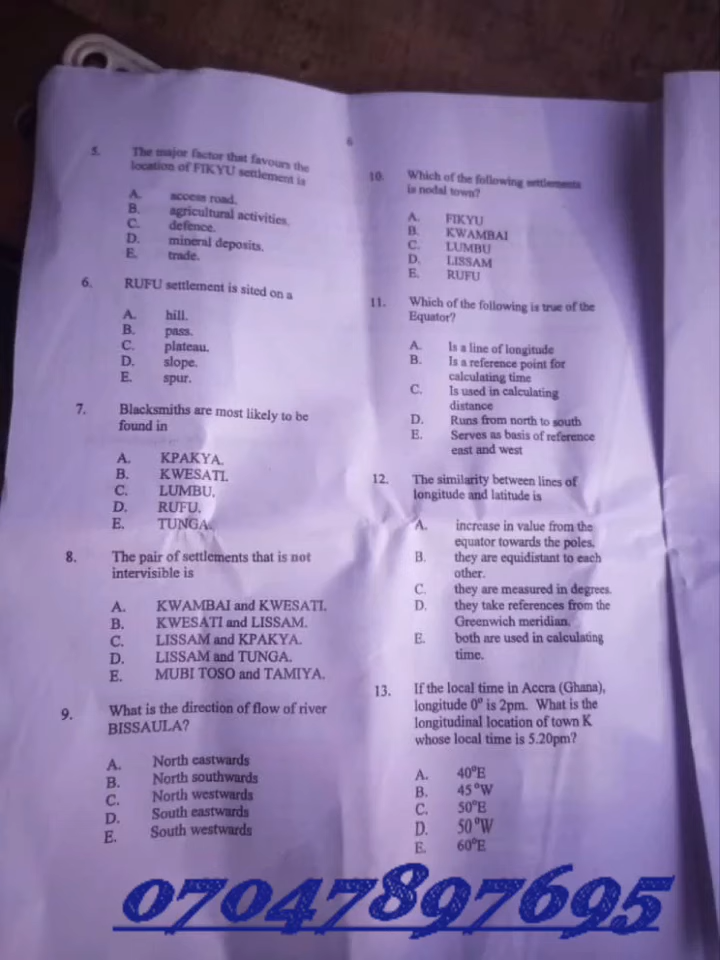 6
5. The major factor that favours the
location of FIKYU settlement is
A. access road.
B. agricultural activities.
C. defence.
D. mineral deposits.
E. trade.
6. RUFU settlement is sited on a
A. hill.
B. pass.
C. plateau.
D. slope.
E. spur.
7. Blacksmiths are most likely to be
found in
A. KPAKYA.
B. KWESATI.
C. LUMBU.
D. RUFU.
E. TUNGA.
8. The pair of settlements that is not
intervisible is
A. KWAMBAI and KWESATI.
B. KWESATI and LISSAM.
C. LISSAM and KPAKYA.
D. LISSAM and TUNGA.
E. MUBI TOSO and TAMIYA.
9. What is the direction of flow of river
BISSAULA?
A. North eastwards
B. North southwards
C. North westwards
D. South eastwards
E. South westwards
10. Which of the following settlements
is nodal town?
A. FIKYU
B. KWAMBAI
C. LUMBU
D. LISSAM
E. RUFU
11. Which of the following is true of the
Equator?
A. Is a line of longitude
B. Is a reference point for
calculating time
C. Is used in calculating
distance
D. Runs from north to south
E. Serves as basis of reference
east and west
12. The similarity between lines of
longitude and latitude is
A. increase in value from the
equator towards the poles.
B. they are equidistant to each
other.
C. they are measured in degrees.
D. they take references from the
Greenwich meridian.
E. both are used in calculating
time.
13. If the local time in Accra (Ghana),
longitude 0⁰ is 2pm. What is the
longitudinal location of town K
whose local time is 5.20pm?
A. 40⁰E
B. 45⁰W
C. 50⁰E
D. 50⁰W
E. 60⁰E
07047897695